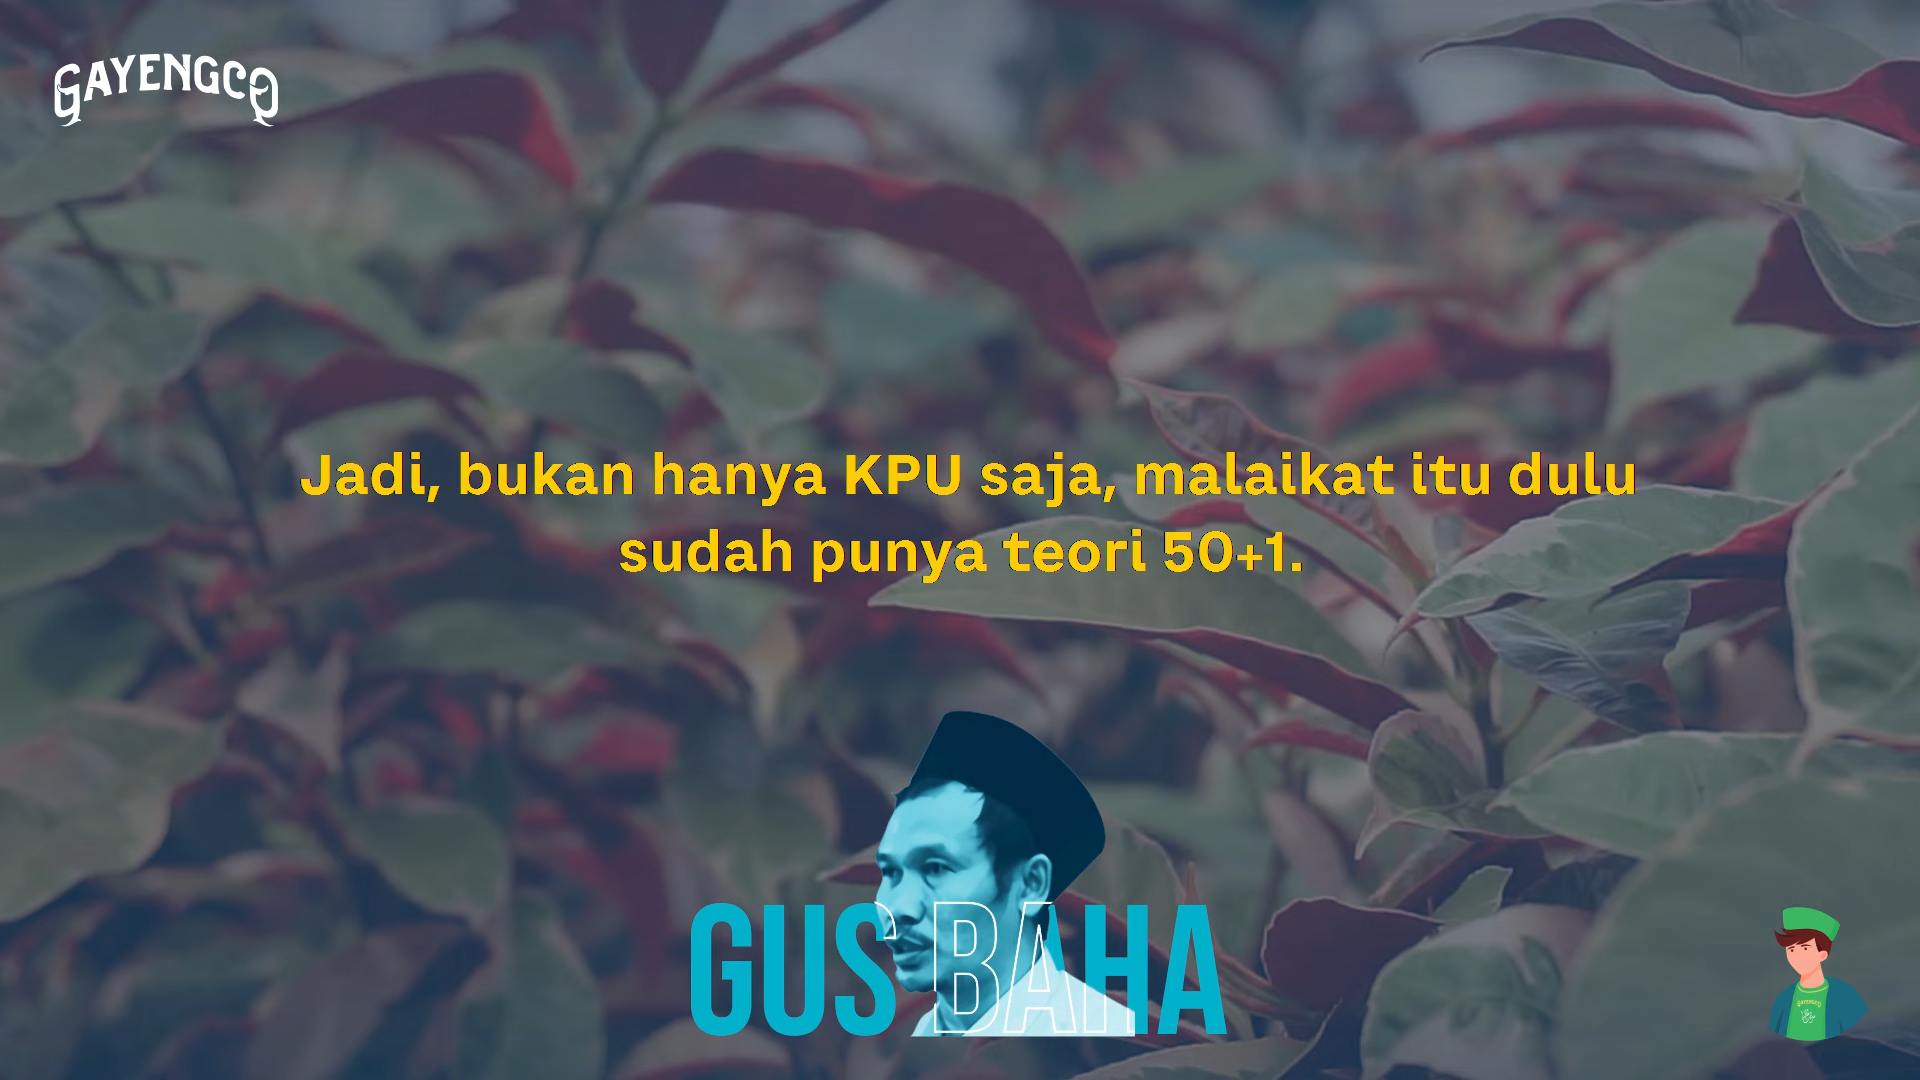 GAYENGCO
Jadi, bukan hanya KPU saja, malaikat itu dulu
sudah punya teori 50+1.
GUS BAHA